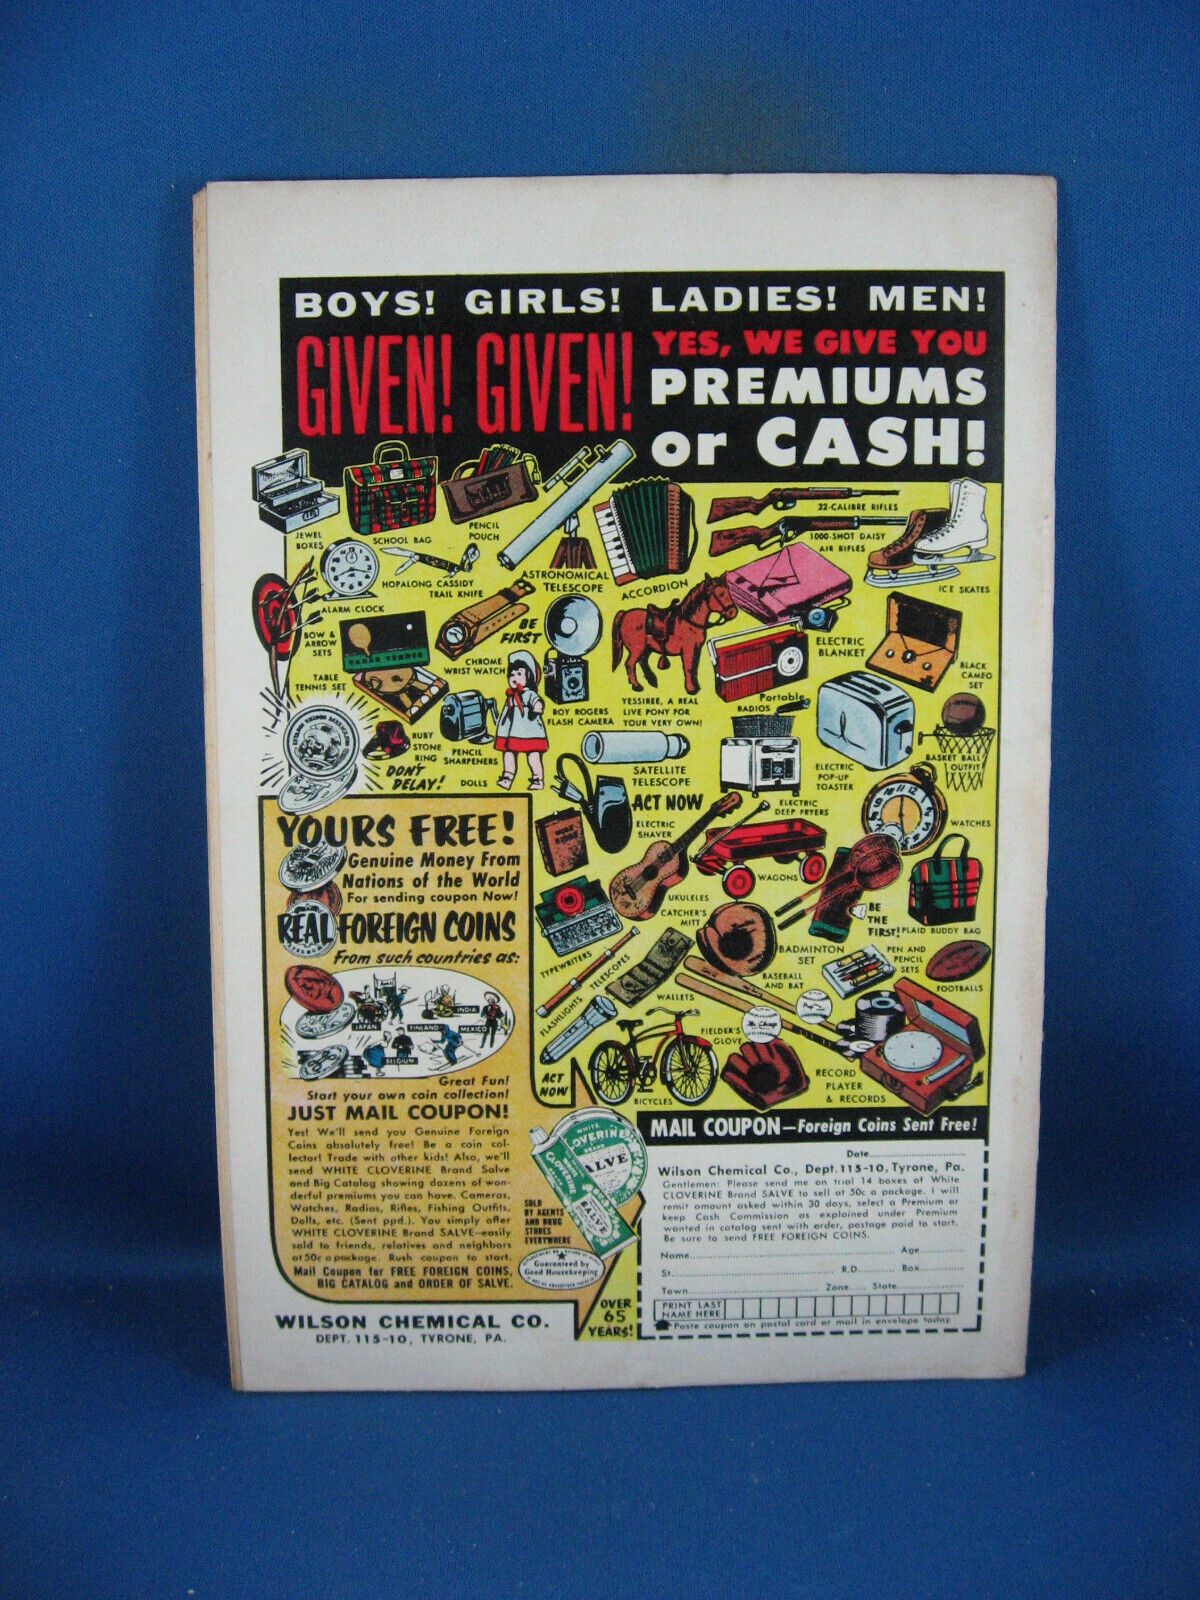 BOYS! GIRLS! LADIES! MEN!
GIVEN! GIVEN!
YES, WE GIVE YOU
PREMIUMS
or CASH!
JEWEL
BOXES
SCHOOL BAG
PENCIL
POUCH
ASTRONOMICAL
TELESCOPE
ACCORDION
22-CALIBRE RIFLES
1000-SHOT DAISY
AIR RIFLES
ICE SKATES
ALARM CLOCK
HOPALONG CASSIDY
TRAIL KNIFE
BOW &
ARROW
SETS
TABLE TENNIS
TABLE
TENNIS SET
CHROME
WRIST WATCH
BE
FIRST
ROY ROGERS
FLASH CAMERA
YESSIREE, A REAL
LIVE PONY FOR
YOUR VERY OWN!
Portable
RADIOS
ELECTRIC
BLANKET
BLACK
CAMEO
SET
RUBY
STONE
RING
DON'T
DELAY!
PENCIL
SHARPENERS
DOLLS
SATELLITE
TELESCOPE
ACT NOW
ELECTRIC
SHAVER
ELECTRIC
DEEP FRYERS
ELECTRIC
POP-UP
TOASTER
BASKET BALL
OUTFIT
WATCHES
YOURS FREE!
Genuine Money From
Nations of the World
For sending coupon Now!
REAL FOREIGN COINS
From such countries as:
JAPAN
FINLAND
INDIA
MEXICO
BELGIUM
Great Fun!
Start your own coin collection!
JUST MAIL COUPON!
Yes! We'll send you Genuine Foreign
Coins absolutely free! Be a coin col-
lector! Trade with other kids! Also, we'll
send WHITE CLOVERINE Brand Salve
and Big Catalog showing dozens of won-
derful premiums you can have. Cameras,
Watches, Radios, Rifles, Fishing Outfits,
Dolls, etc. (Sent ppd.). You simply offer
WHITE CLOVERINE Brand SALVE—easily
sold to friends, relatives and neighbors
at 50c a package. Rush coupon to start.
Mail Coupon for FREE FOREIGN COINS,
BIG CATALOG and ORDER OF SALVE.
WILSON CHEMICAL CO.
DEPT. 115-10, TYRONE, PA.
UKULELES
WAGONS
CATCHER'S
MITT
BADMINTON
SET
BE
THE
FIRST!
PLAID BUDDY BAG
TYPEWRITERS
TELESCOPES
WALLETS
BASEBALL
AND BAT
PEN AND
PENCIL
SETS
FOOTBALLS
FLASHLIGHTS
FIELDER'S
GLOVE
ACT
NOW
BICYCLES
RECORD
PLAYER
& RECORDS
WHITE
CLOVERINE
BRAND
SALVE
SOLD
BY AGENTS
AND DRUG
STORES
EVERYWHERE
Guaranteed by
Good Housekeeping
OVER
65
YEARS!
MAIL COUPON—Foreign Coins Sent Free!
Date
Wilson Chemical Co., Dept. 115-10, Tyrone, Pa.
Gentlemen: Please send me on trial 14 boxes of White
CLOVERINE Brand SALVE to sell at 50c a package. I will
remit amount asked within 30 days, select a Premium or
keep Cash Commission as explained under Premium
wanted in catalog sent with order, postage paid to start.
Be sure to send FREE FOREIGN COINS.
Name Age
St. R.D. Box
Town Zone State
PRINT LAST
NAME HERE
Paste coupon on postal card or mail in envelope today